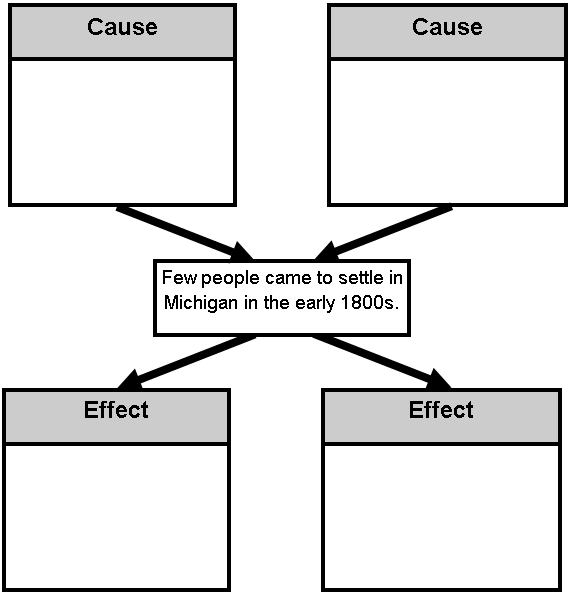 Cause
Cause
Few people came to settle in
Michigan in the early 1800s.
Effect
Effect